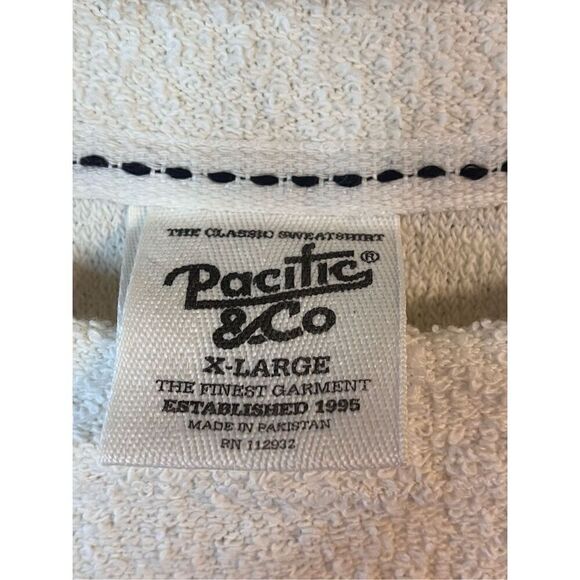 THE CLASSIC SWEATSHIRT
Pacific®
&Co
X-LARGE
THE FINEST GARMENT
ESTABLISHED 1995
MADE IN PAKISTAN
RN 112932